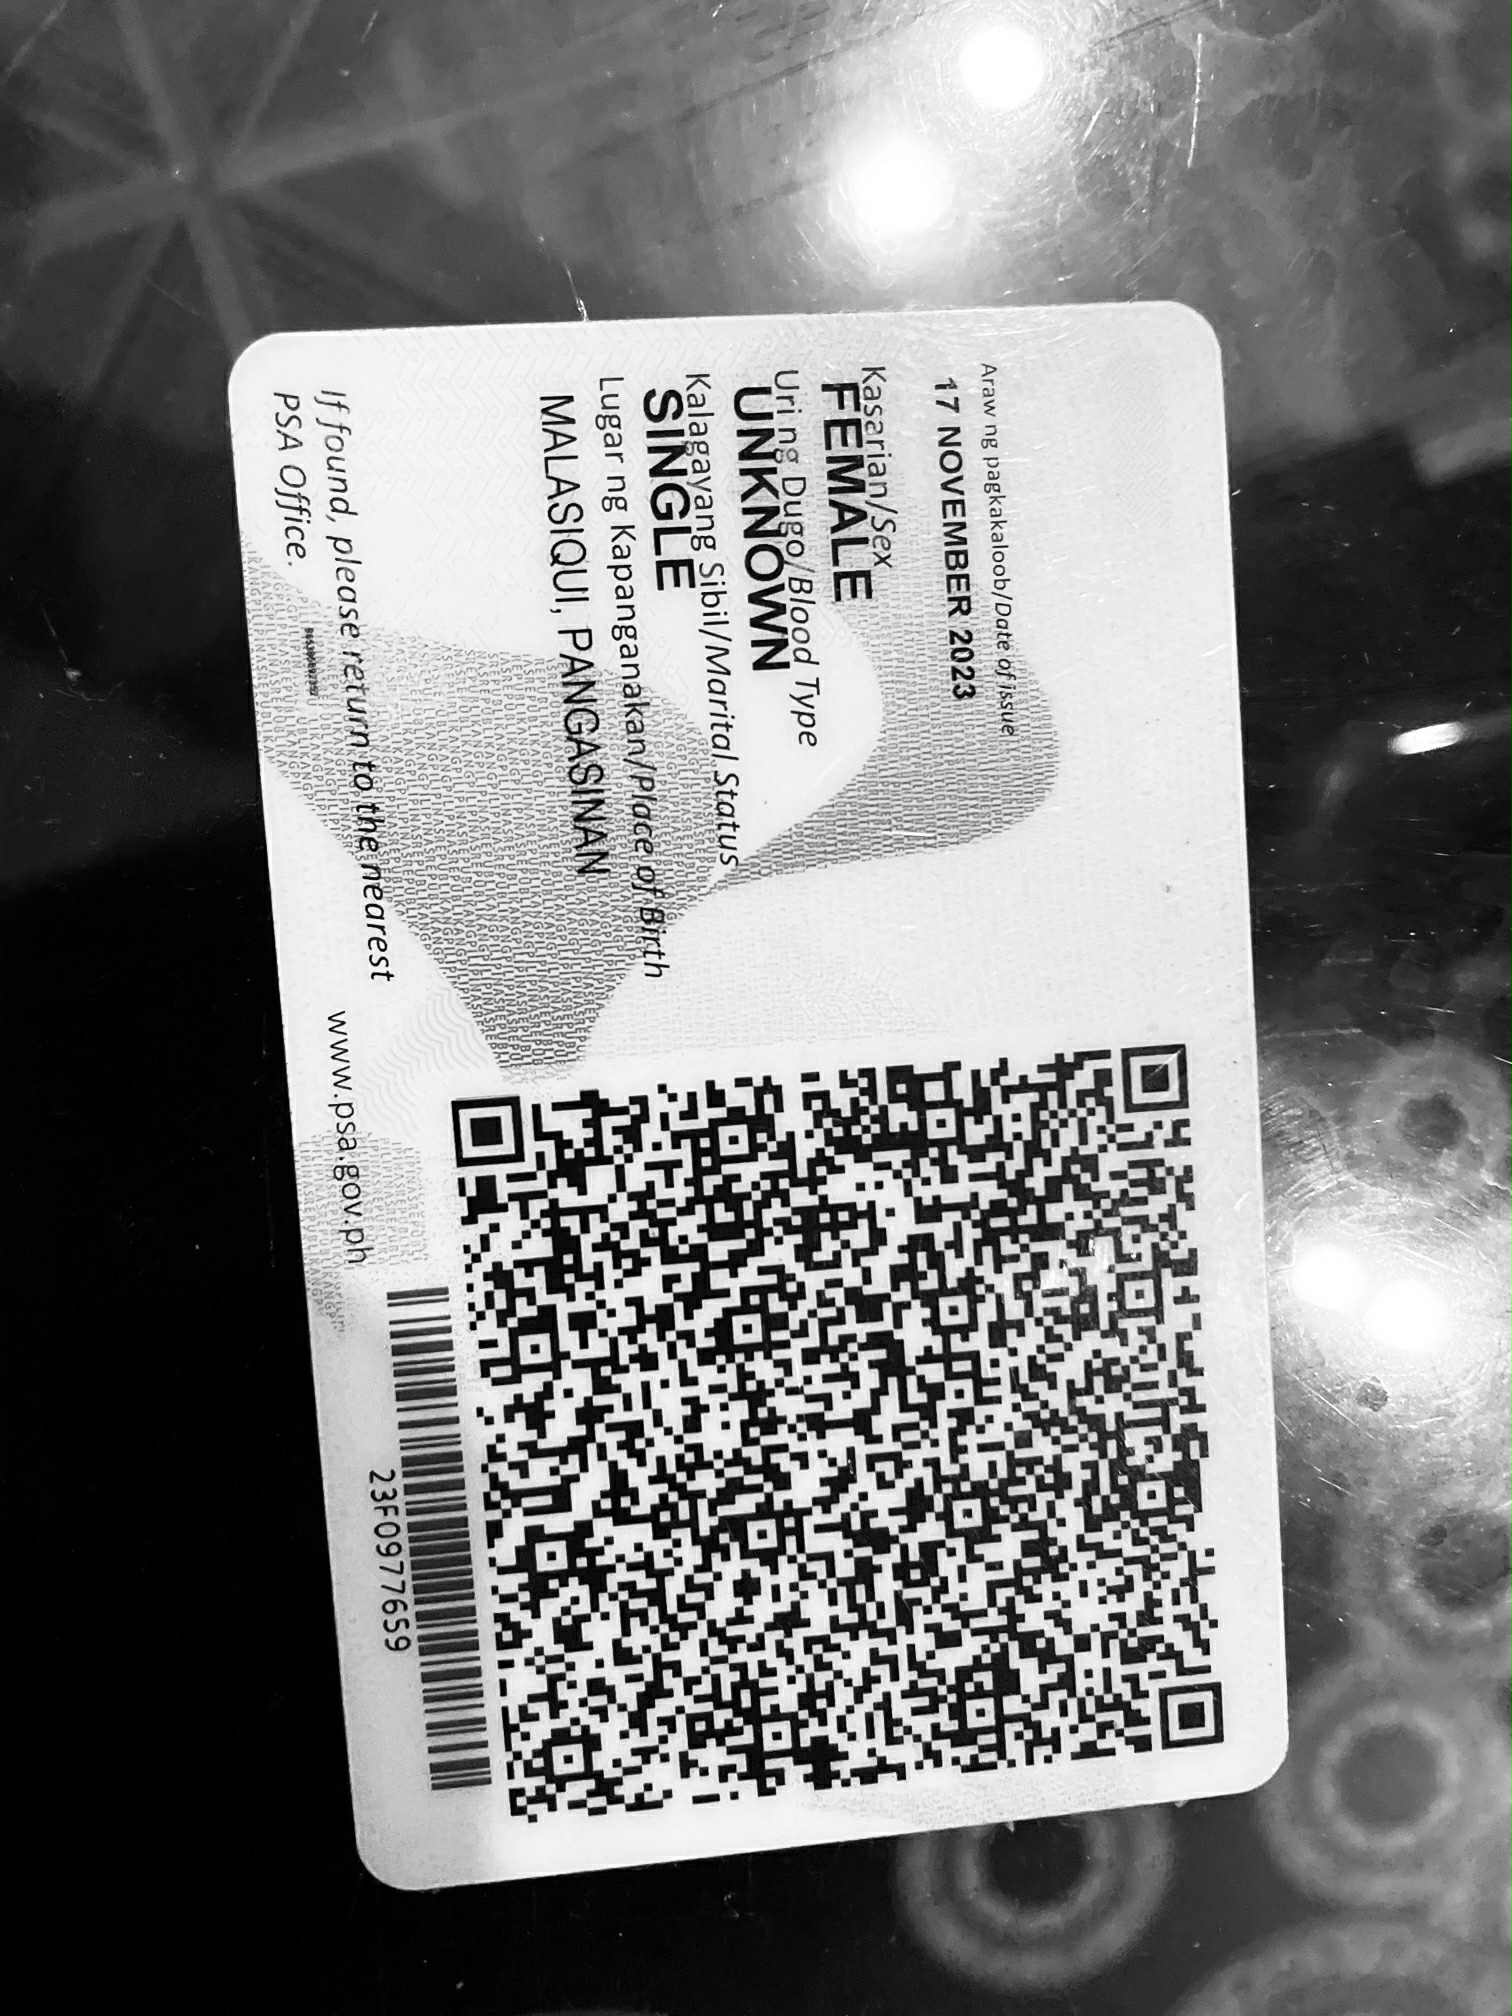 Araw ng pagkakaloob/Date of issue
17 NOVEMBER 2023
Kasarian/Sex
FEMALE
Uri ng Dugo/Blood Type
UNKNOWN
Kalagayang Sibil/Marital Status
SINGLE
Lugar ng Kapanganakan/Place of Birth
MALASIQUI, PANGASINAN
If found, please return to the nearest
PSA Office.
www.psa.gov.ph
23F0977659